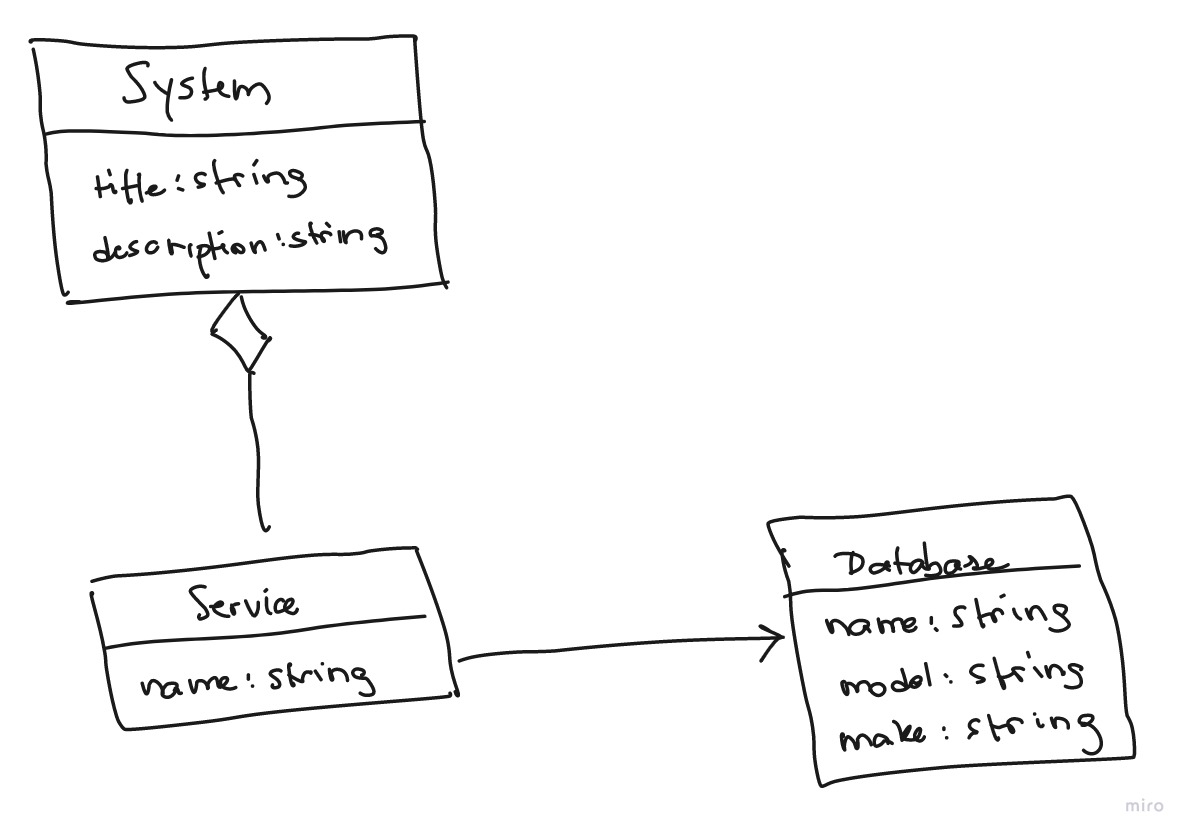 System
title: string
description: string
Service
name: string
Database
name: string
model: string
make: string
miro